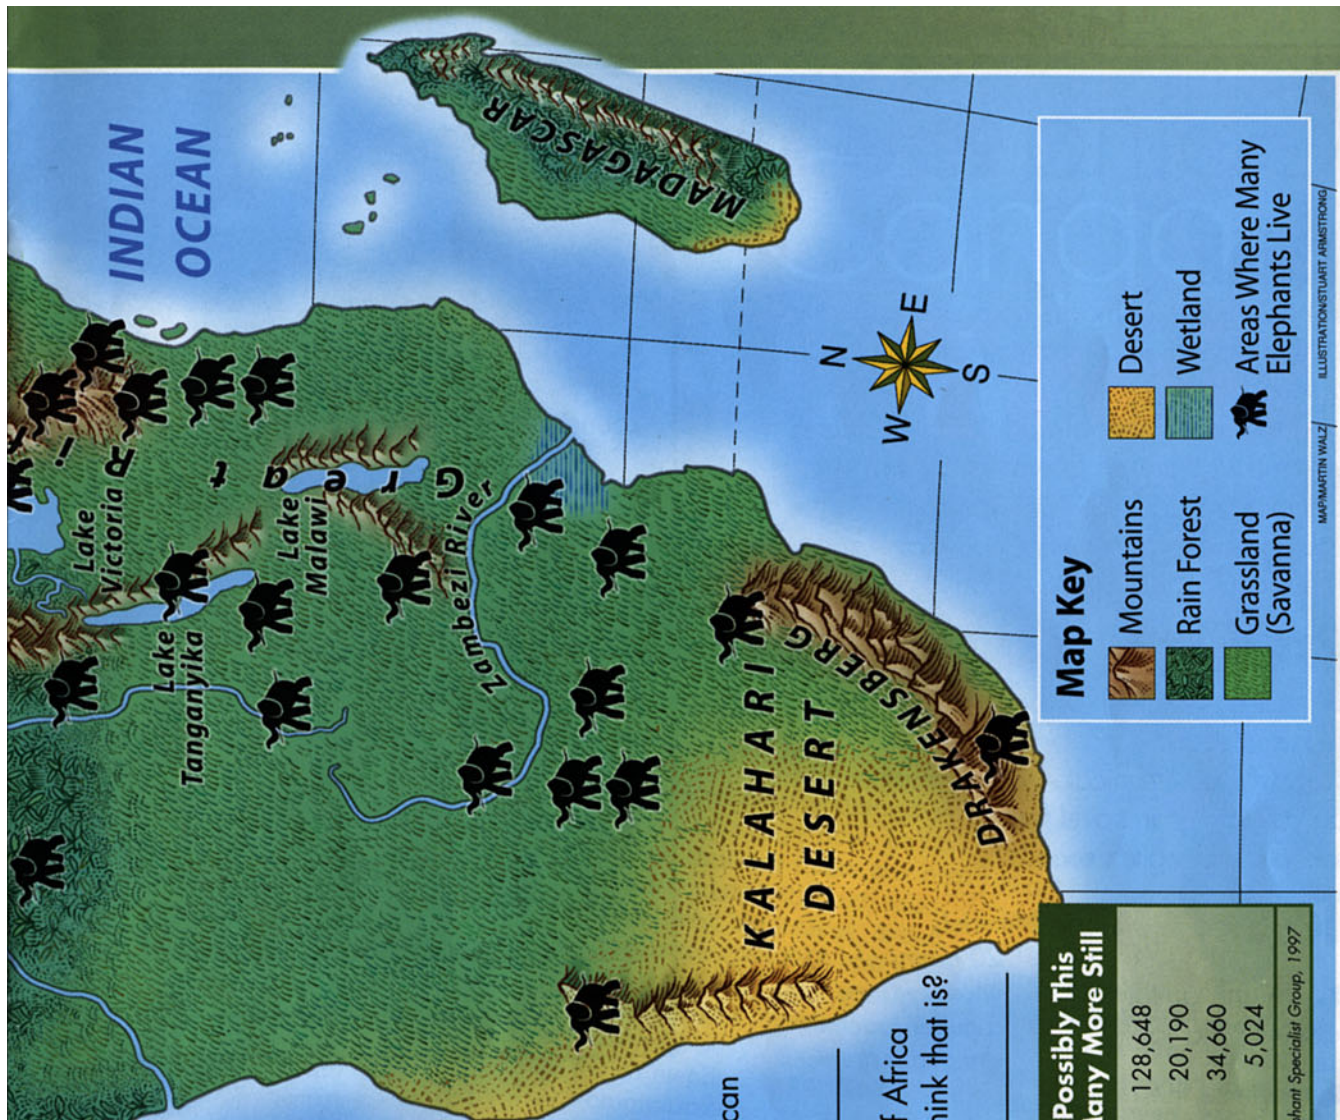 INDIAN
OCEAN
MADAGASCAR
Lake
Victoria
G r e a t R i
Lake
Malawi
Lake
Tanganyika
Zambezi River
KALAHARI
DESERT
DRAKENSBERG
N
E
S
W
Map Key
Mountains
Rain Forest
Grassland
(Savanna)
Desert
Wetland
Areas Where Many
Elephants Live
MAP/MARTIN WALZ
ILLUSTRATION/STUART ARMSTRONG
can
f Africa
hink that is?
Possibly This
any More Still
128,648
20,190
34,660
5,024
hant Specialist Group, 1997